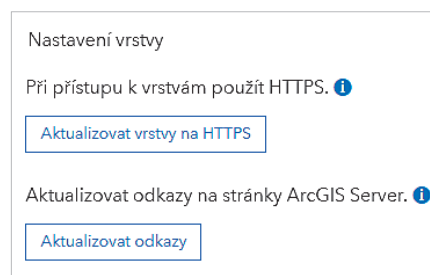 Nastavení vrstvy
Při přístupu k vrstvám použít HTTPS.
Aktualizovat vrstvy na HTTPS
Aktualizovat odkazy na stránky ArcGIS Server.
Aktualizovat odkazy